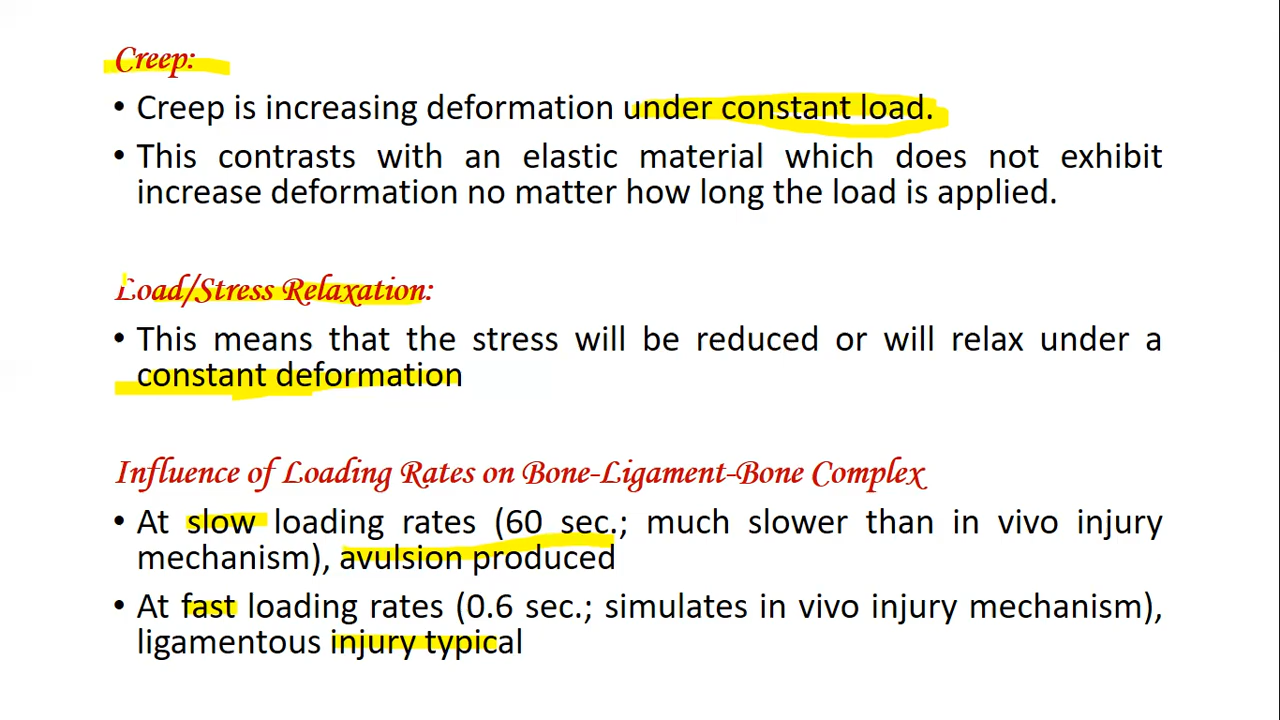 Creep:
• Creep is increasing deformation under constant load.
• This contrasts with an elastic material which does not exhibit
increase deformation no matter how long the load is applied.
Load/Stress Relaxation:
• This means that the stress will be reduced or will relax under a
constant deformation
Influence of Loading Rates on Bone-Ligament-Bone Complex
• At slow loading rates (60 sec.; much slower than in vivo injury
mechanism), avulsion produced
• At fast loading rates (0.6 sec.; simulates in vivo injury mechanism),
ligamentous injury typical